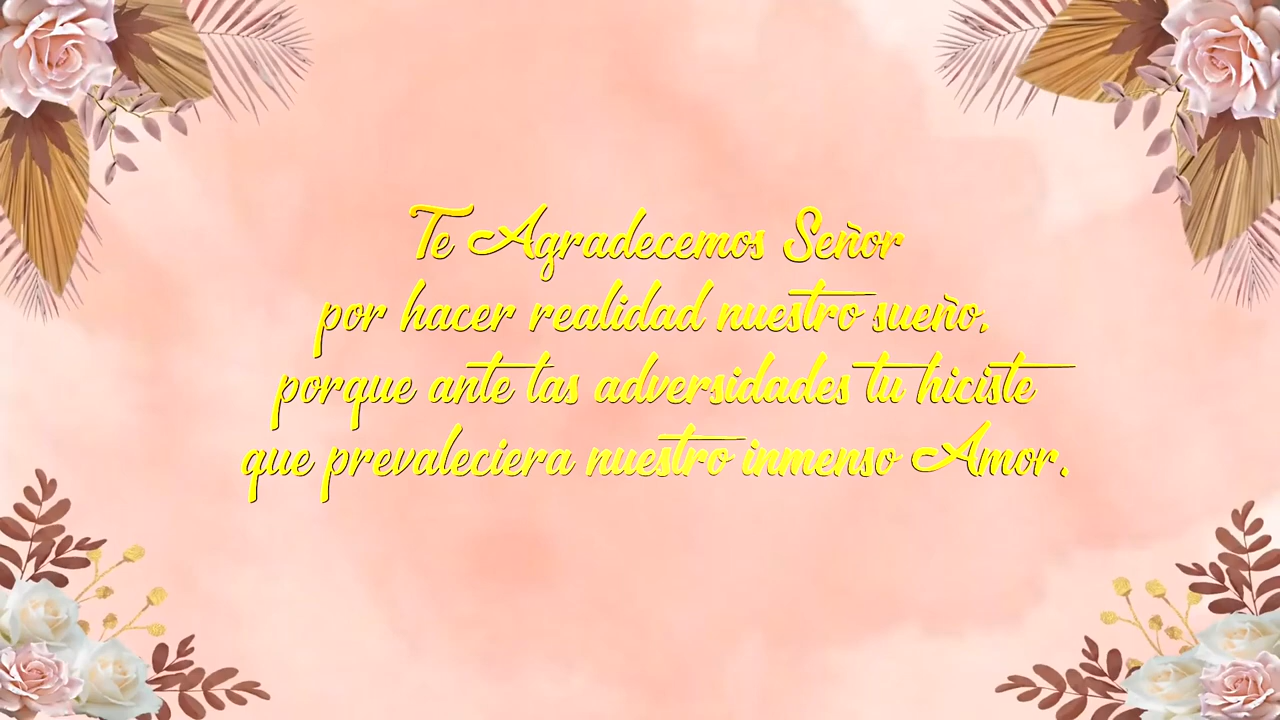 Te Agradecemos Señor
por hacer realidad nuestro sueño,
porque ante las adversidades tu hiciste
que prevaleciera nuestro inmenso Amor.